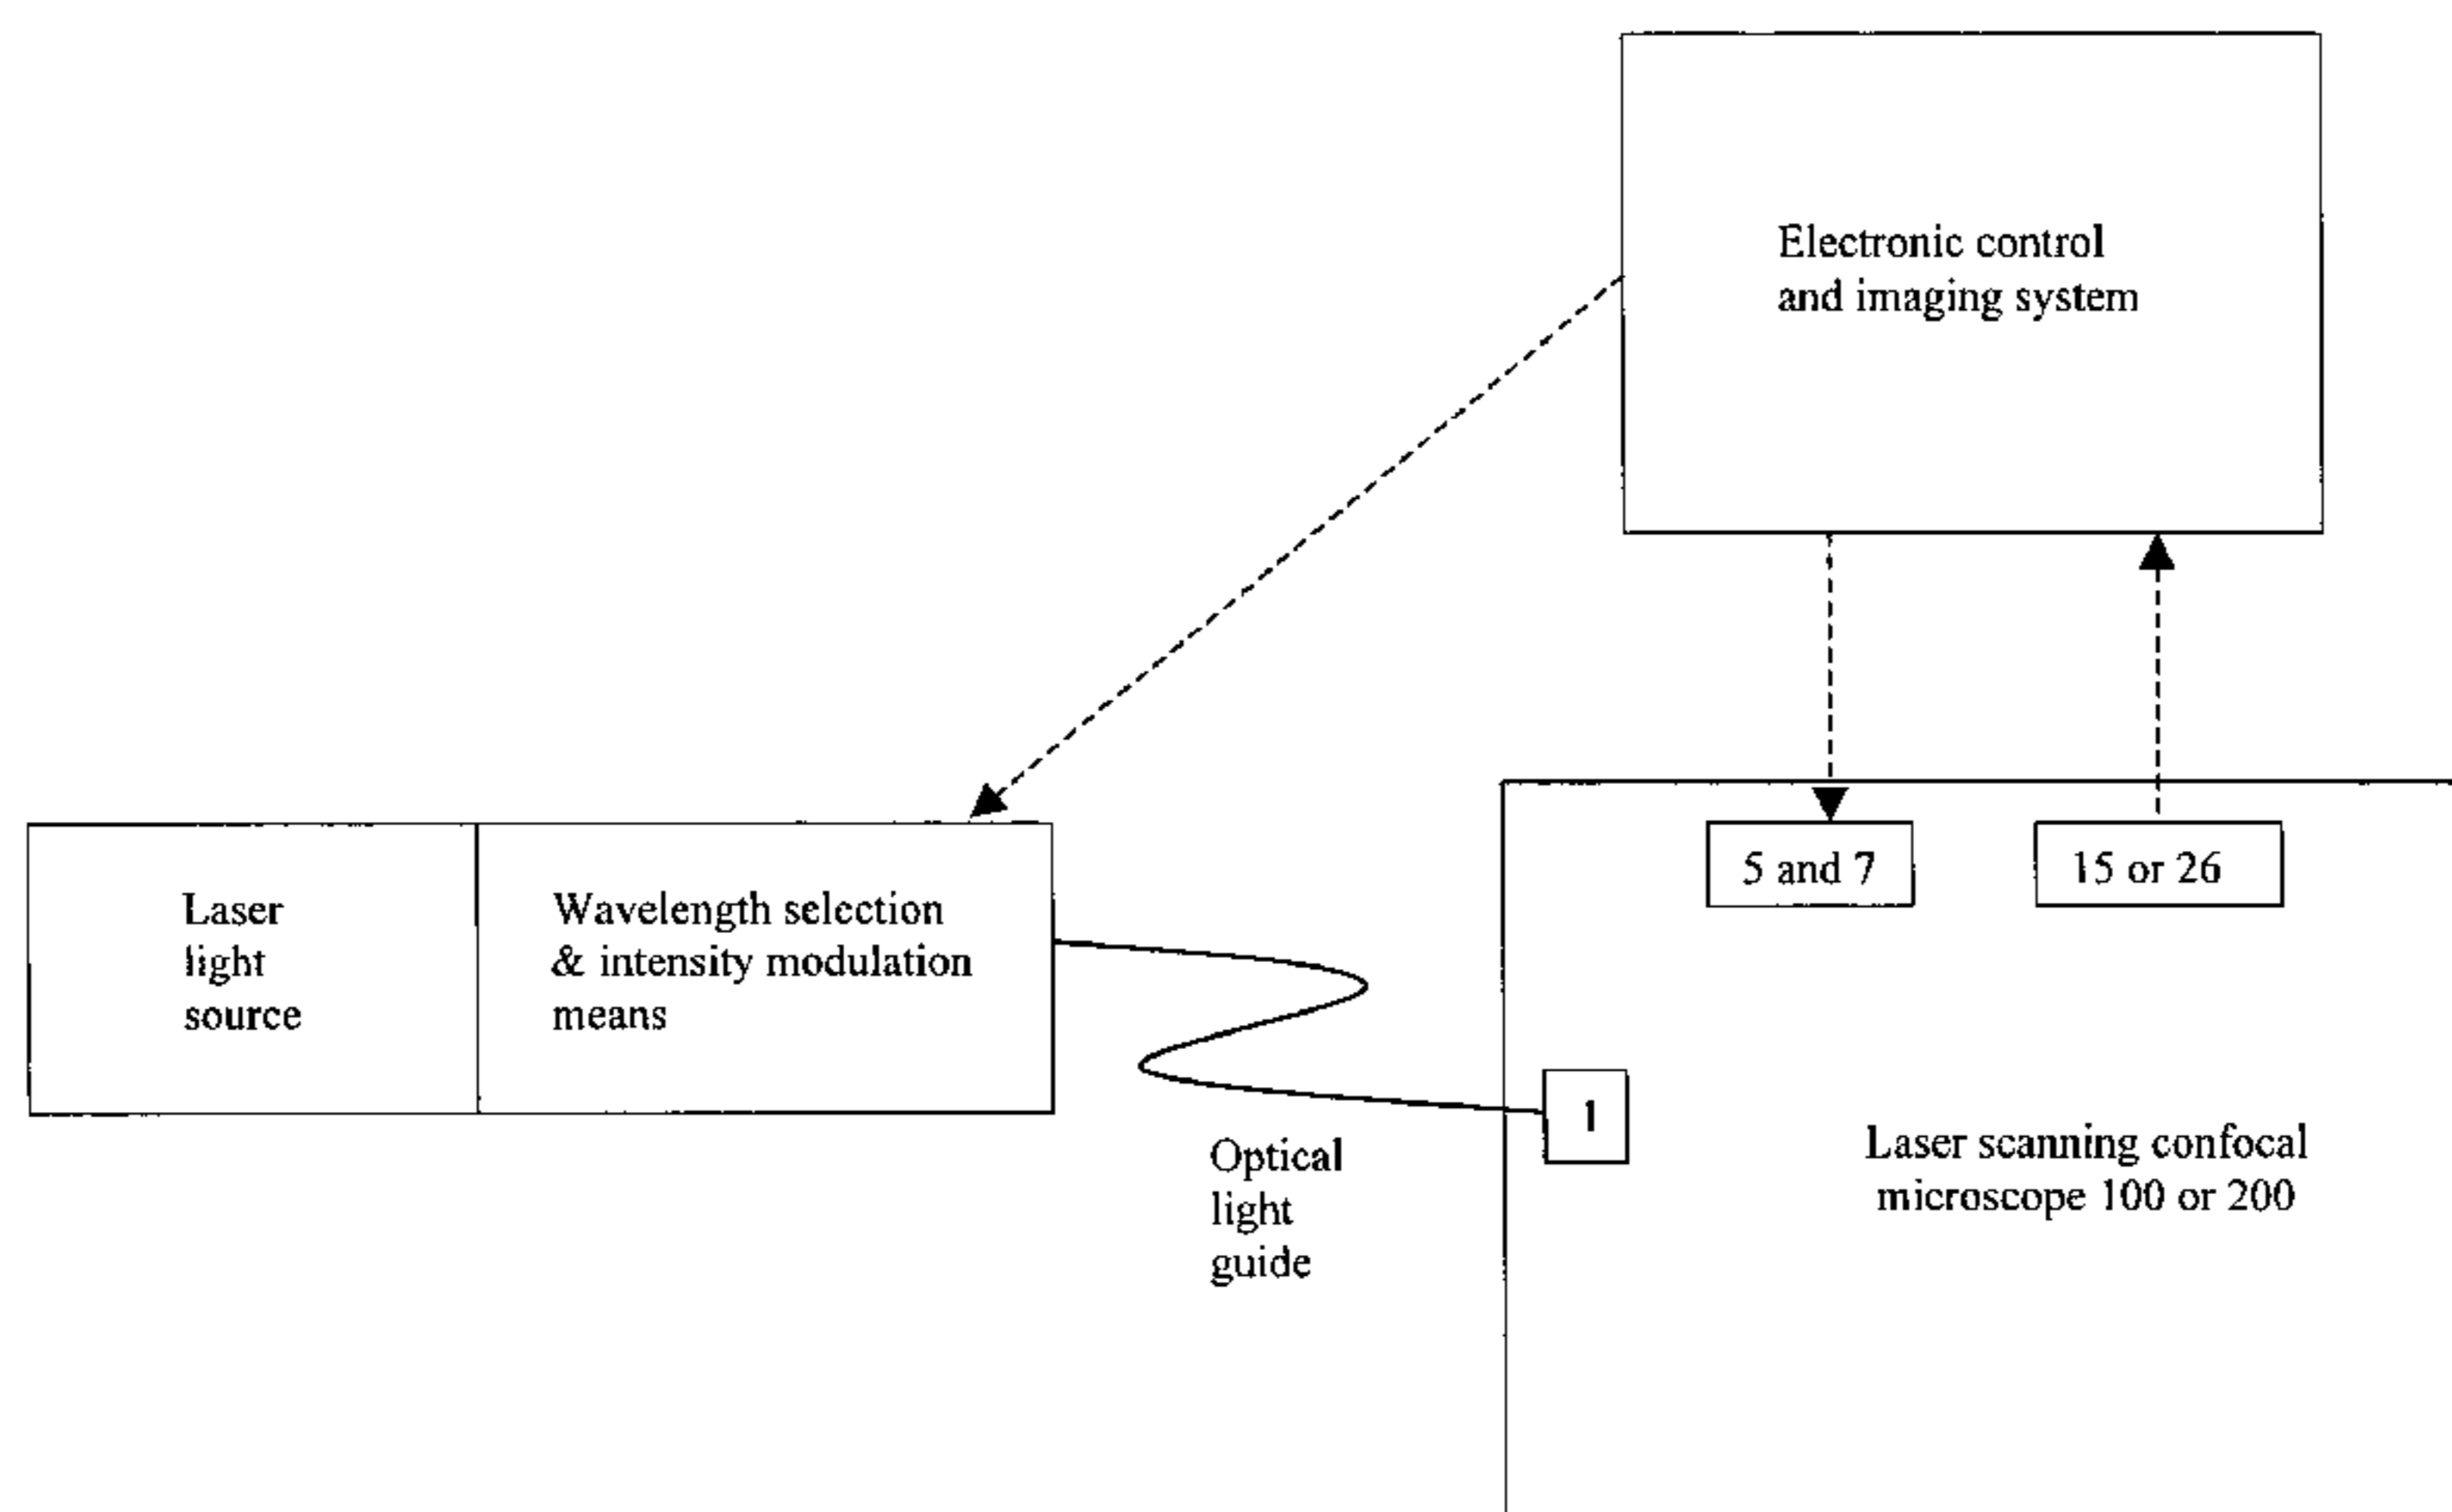 Electronic control
and imaging system
5 and 7
15 or 26
Laser
light
source
Wavelength selection
& intensity modulation
means
1
Optical
light
guide
Laser scanning confocal
microscope 100 or 200